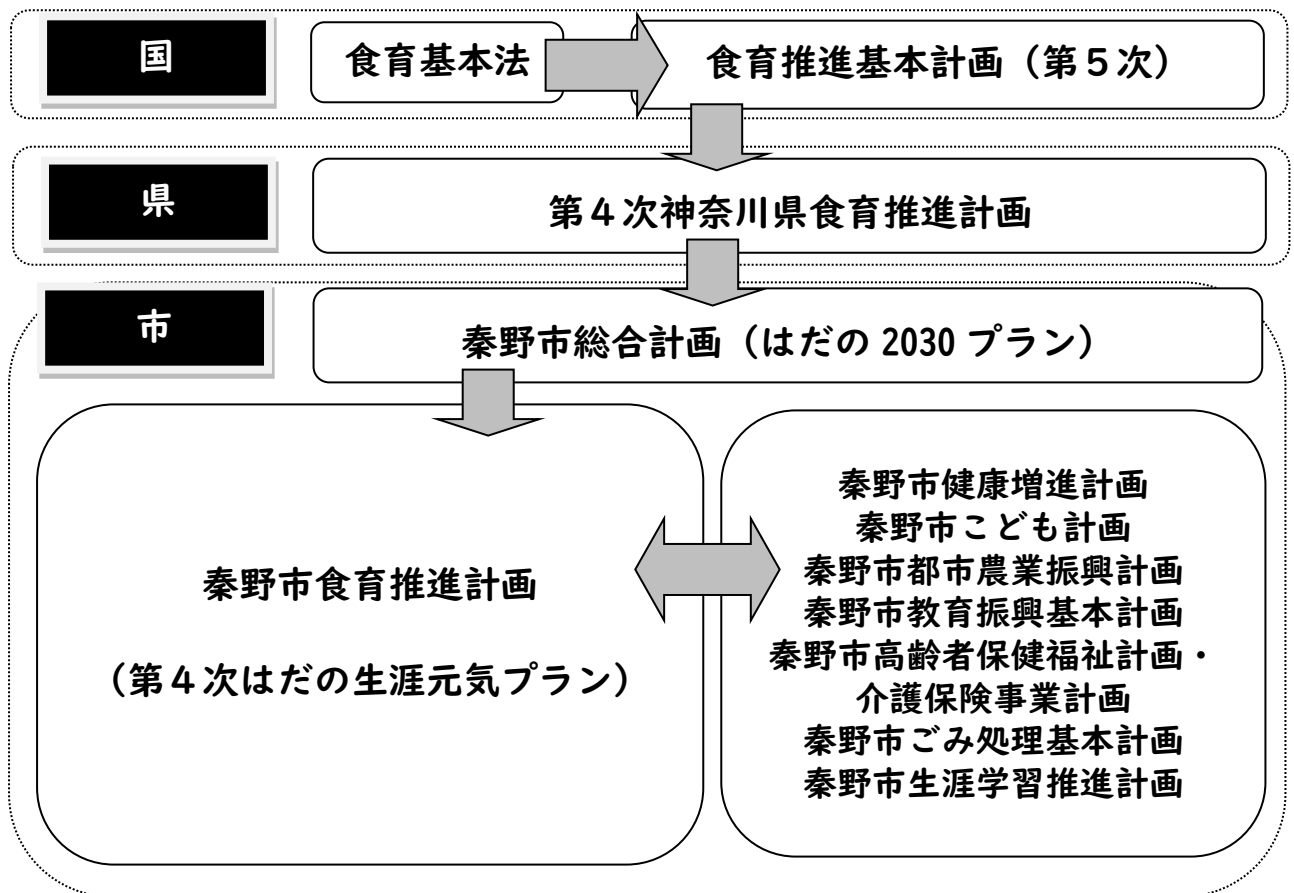 国
食育基本法
食育推進基本計画（第５次）
県
第４次神奈川県食育推進計画
市
秦野市総合計画（はだの 2030 プラン）
秦野市食育推進計画
（第４次はだの生涯元気プラン）
秦野市健康増進計画
秦野市こども計画
秦野市都市農業振興計画
秦野市教育振興基本計画
秦野市高齢者保健福祉計画・
介護保険事業計画
秦野市ごみ処理基本計画
秦野市生涯学習推進計画